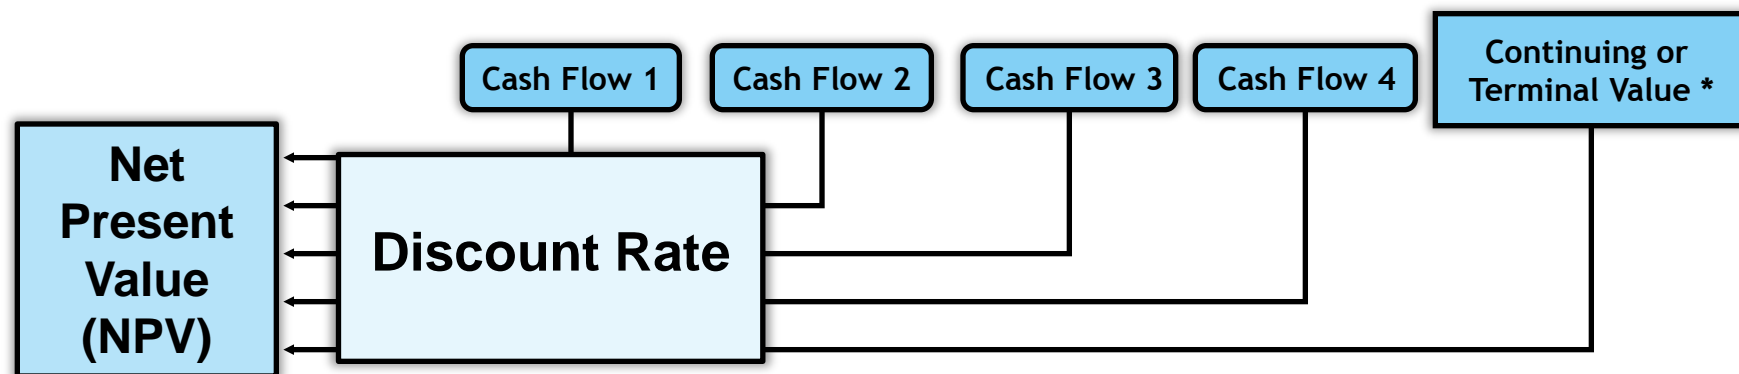 Cash Flow 1
Cash Flow 2
Cash Flow 3
Cash Flow 4
Continuing or
Terminal Value *
Net
Present
Value
(NPV)
Discount Rate